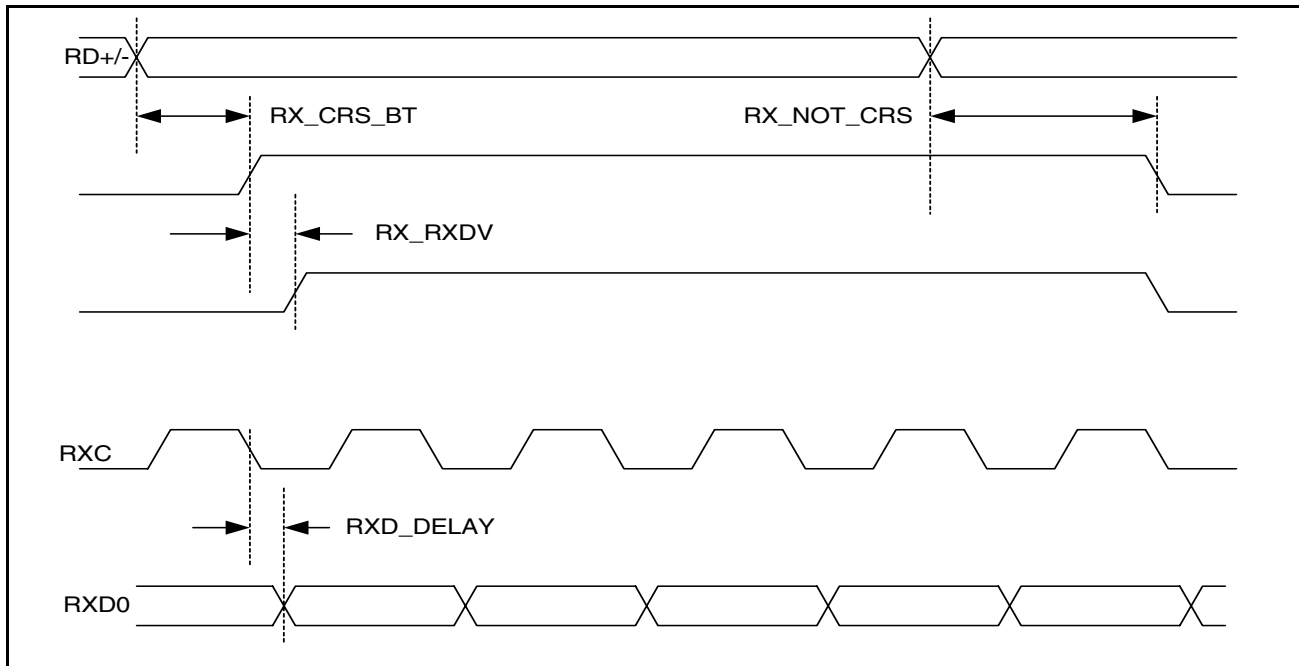 RD+/-
RX_CRS_BT
RX_NOT_CRS
RX_RXDV
RXC
RXD_DELAY
RXD0